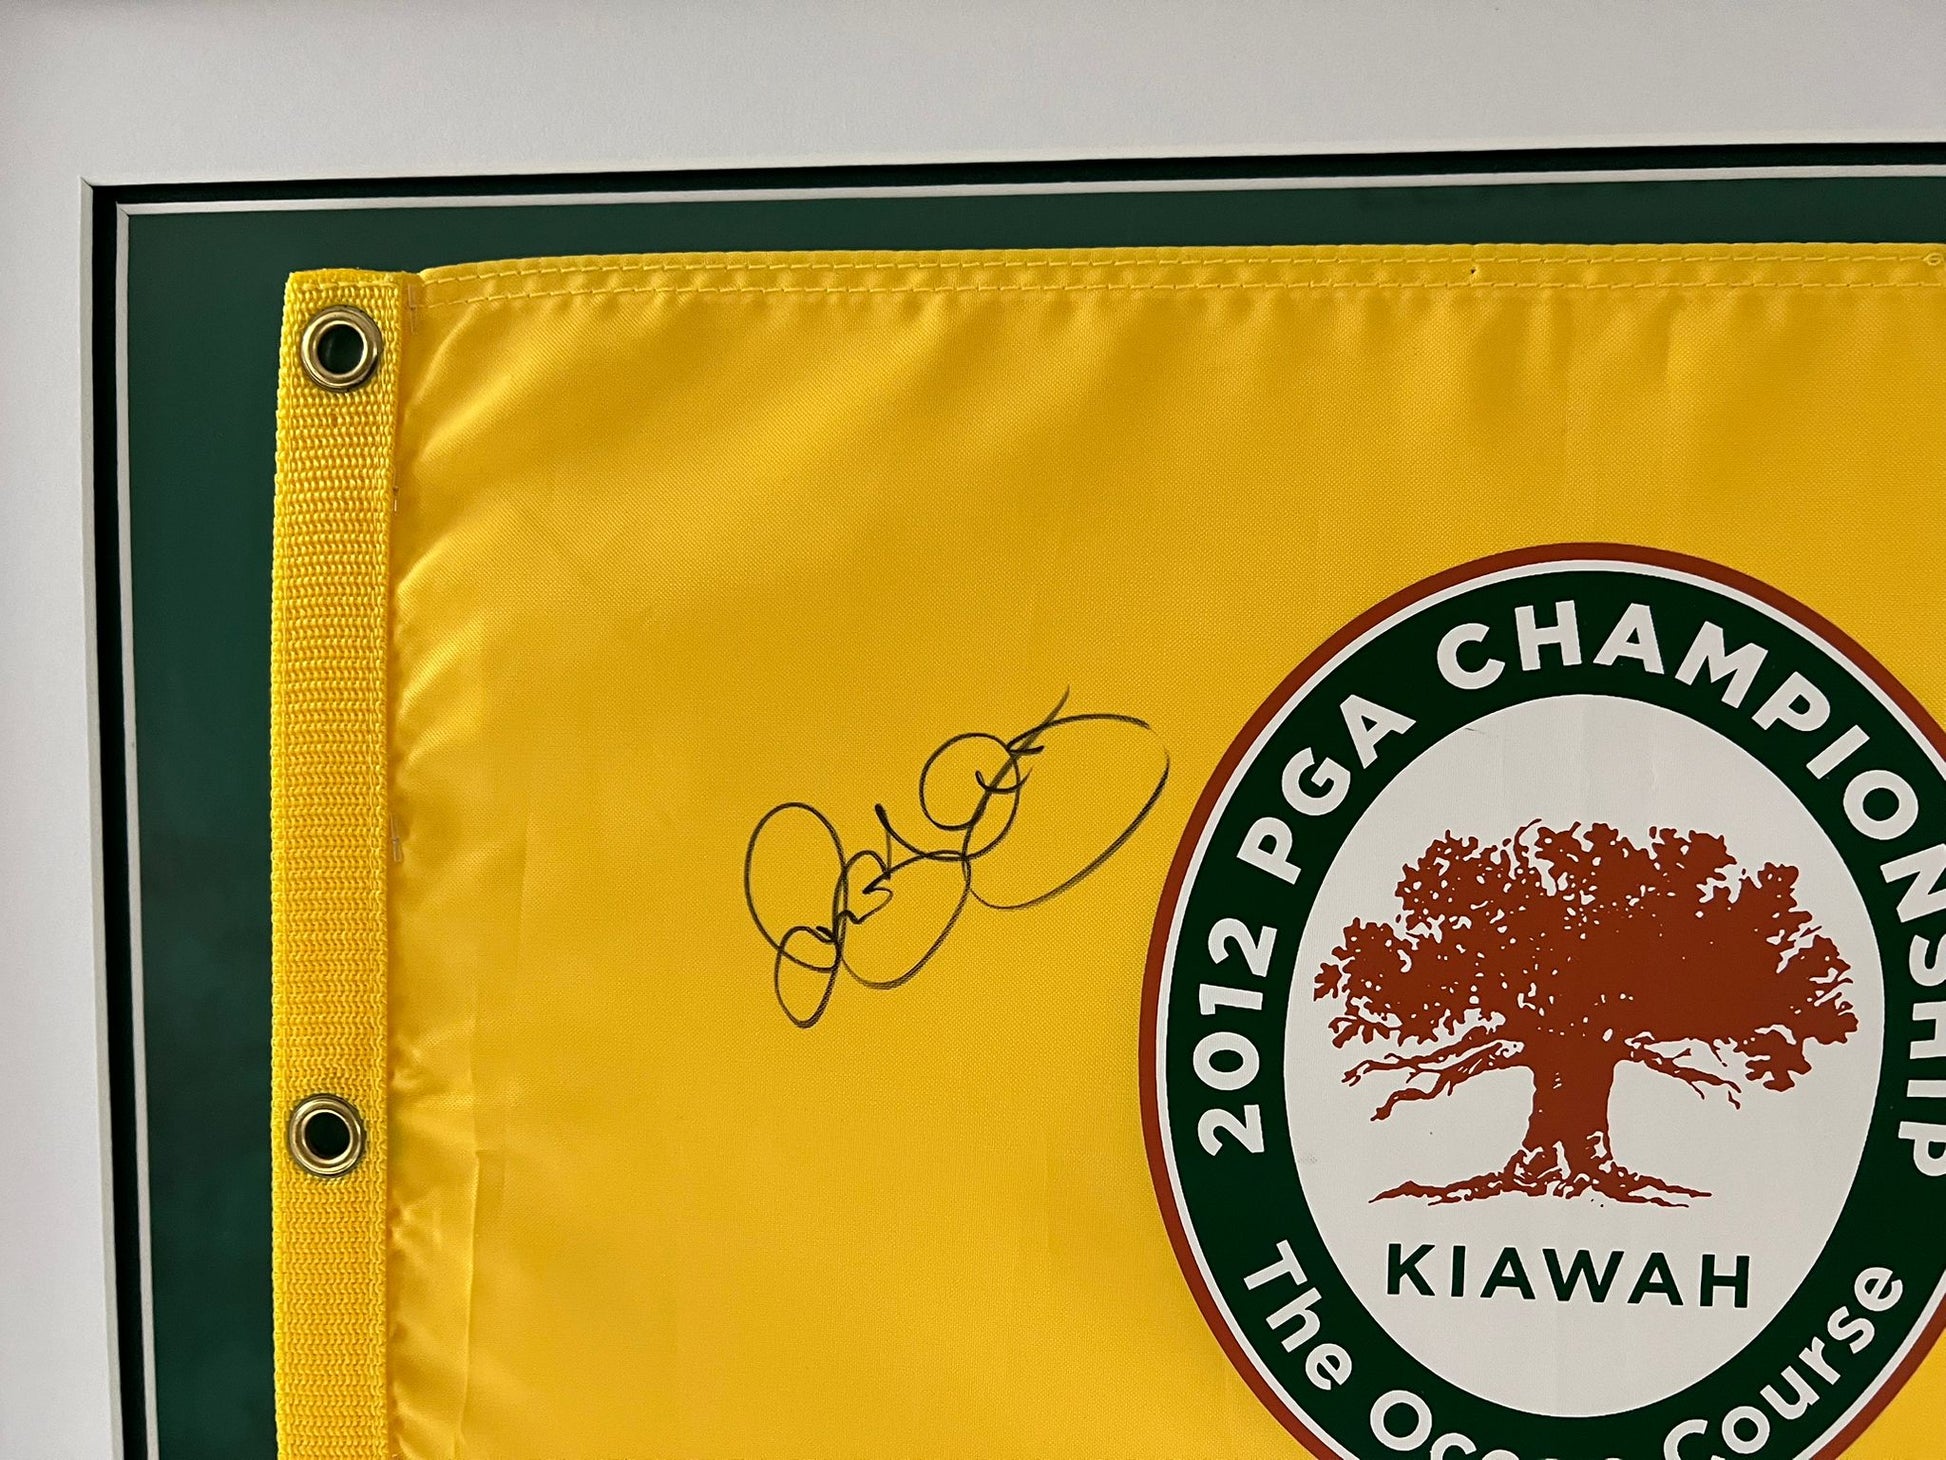 2012 PGA CHAMPIONSHIP
KIAWAH
The Ocean Course